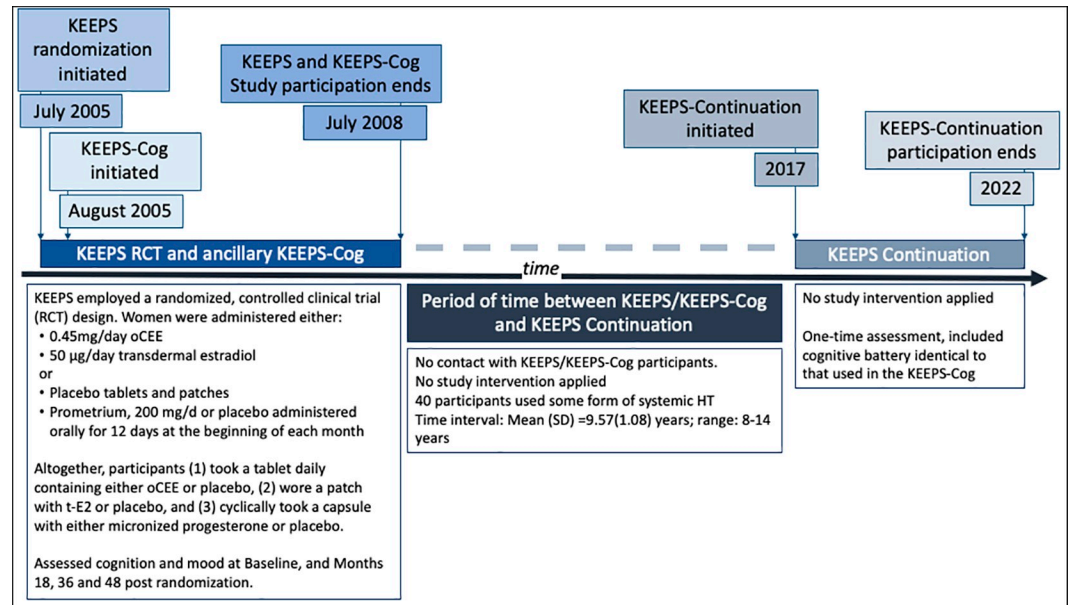 KEEPS
randomization
initiated
July 2005
KEEPS-Cog
initiated
August 2005
KEEPS and KEEPS-Cog
Study participation ends
July 2008
KEEPS-Continuation
initiated
2017
KEEPS-Continuation
participation ends
2022
KEEPS RCT and ancillary KEEPS-Cog
KEEPS Continuation
time
KEEPS employed a randomized, controlled clinical trial
(RCT) design. Women were administered either:
• 0.45mg/day oCEE
• 50 µg/day transdermal estradiol
or
• Placebo tablets and patches
• Prometrium, 200 mg/d or placebo administered
orally for 12 days at the beginning of each month
Altogether, participants (1) took a tablet daily
containing either oCEE or placebo, (2) wore a patch
with t-E2 or placebo, and (3) cyclically took a capsule
with either micronized progesterone or placebo.
Assessed cognition and mood at Baseline, and Months
18, 36 and 48 post randomization.
Period of time between KEEPS/KEEPS-Cog
and KEEPS Continuation
No contact with KEEPS/KEEPS-Cog participants.
No study intervention applied
40 participants used some form of systemic HT
Time interval: Mean (SD) =9.57(1.08) years; range: 8-14
years
No study intervention applied
One-time assessment, included
cognitive battery identical to
that used in the KEEPS-Cog